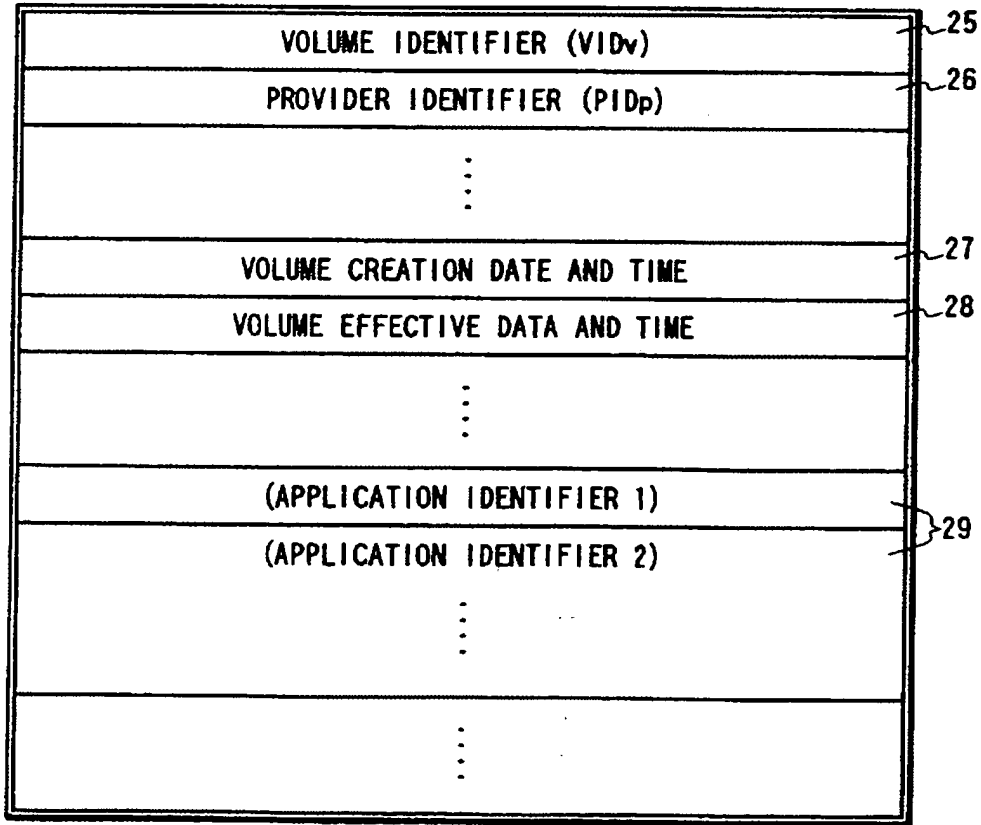 VOLUME IDENTIFIER (VIDv) 25
PROVIDER IDENTIFIER (PIDp) 26
VOLUME CREATION DATE AND TIME 27
VOLUME EFFECTIVE DATA AND TIME 28
(APPLICATION IDENTIFIER 1)
29
(APPLICATION IDENTIFIER 2)